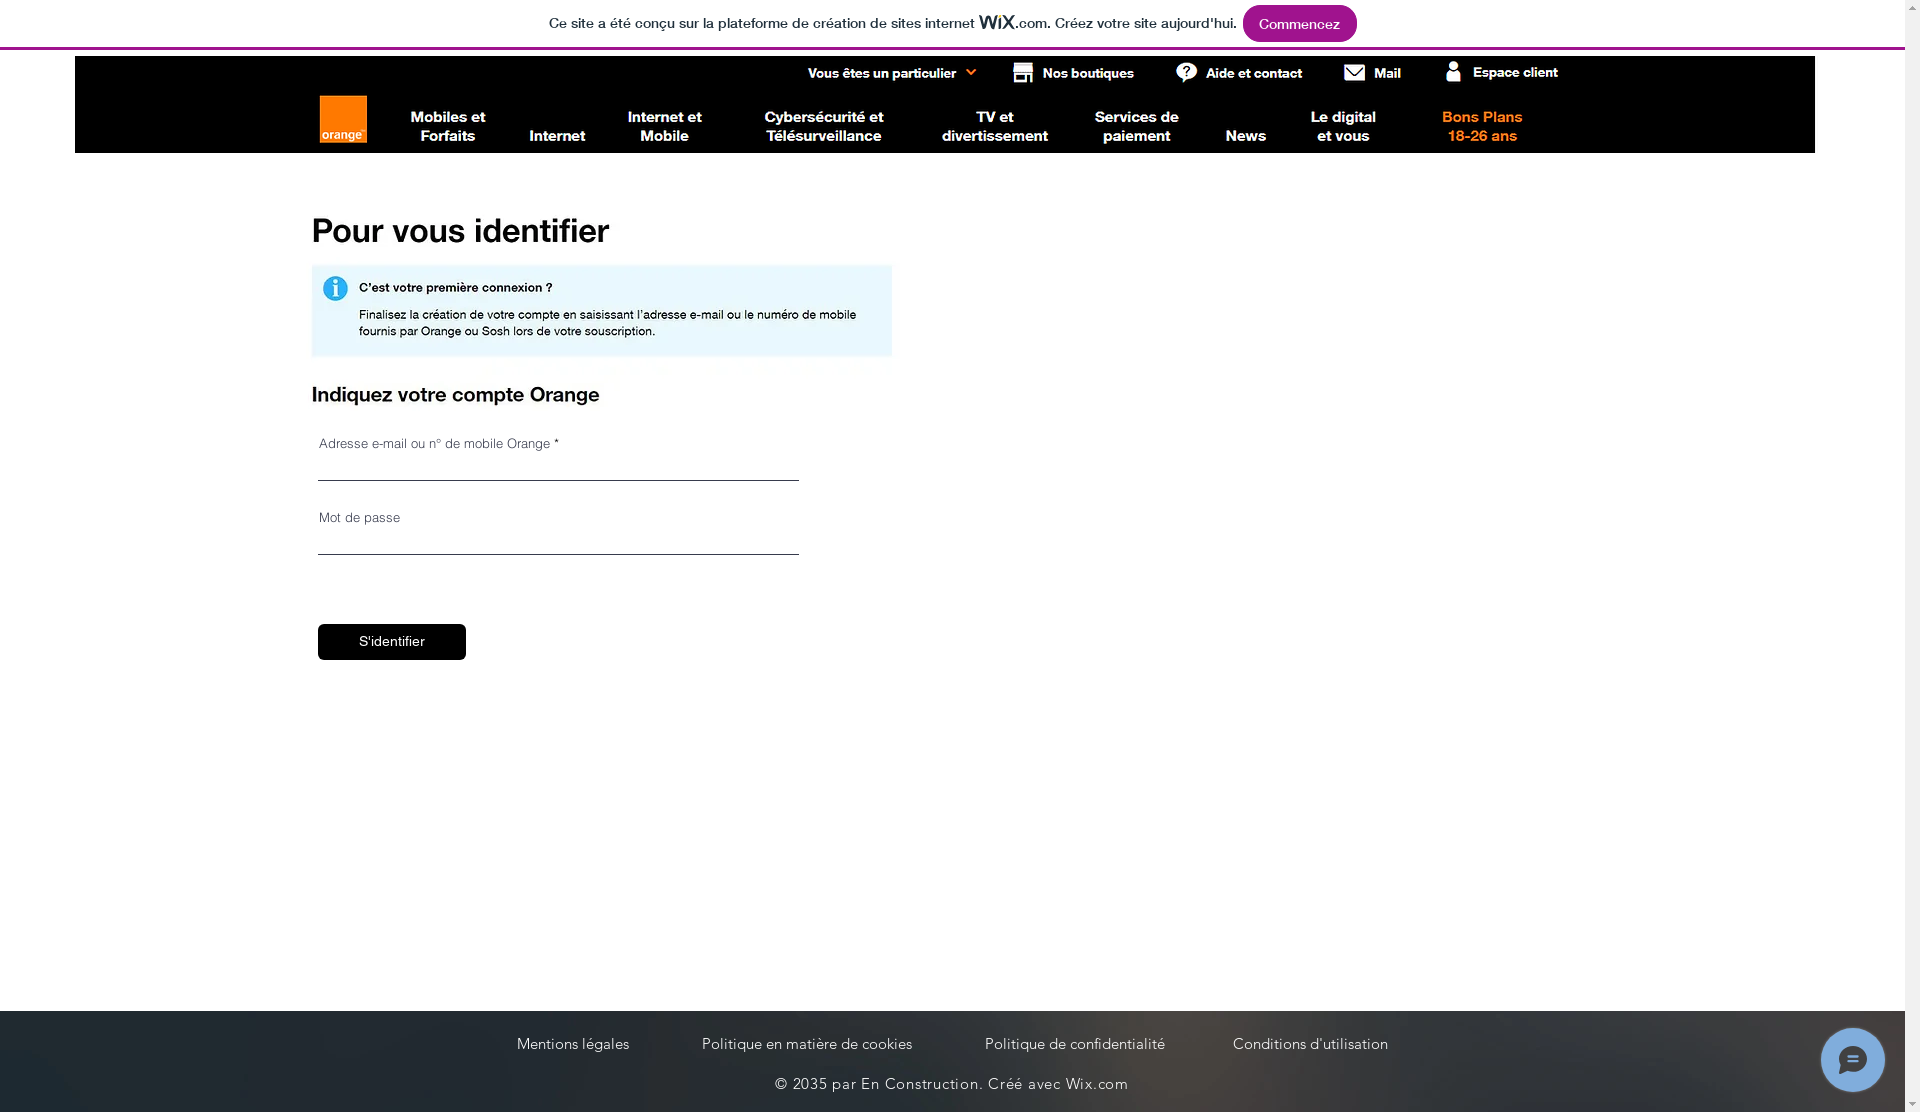 Ce site a été conçu sur la plateforme de création de sites internet WiX.com. Créez votre site aujourd'hui. Commencez
Vous êtes un particulier Nos boutiques Aide et contact Mail Espace client
orange™
Mobiles et
Forfaits
Internet
Internet et
Mobile
Cybersécurité et
Télésurveillance
TV et
divertissement
Services de
paiement
News
Le digital
et vous
Bons Plans
18-26 ans
Pour vous identifier
C'est votre première connexion ?
Finalisez la création de votre compte en saisissant l'adresse e-mail ou le numéro de mobile
fournis par Orange ou Sosh lors de votre souscription.
Indiquez votre compte Orange
Adresse e-mail ou n° de mobile Orange *
Mot de passe
S'identifier
Mentions légales Politique en matière de cookies Politique de confidentialité Conditions d'utilisation
© 2035 par En Construction. Créé avec Wix.com